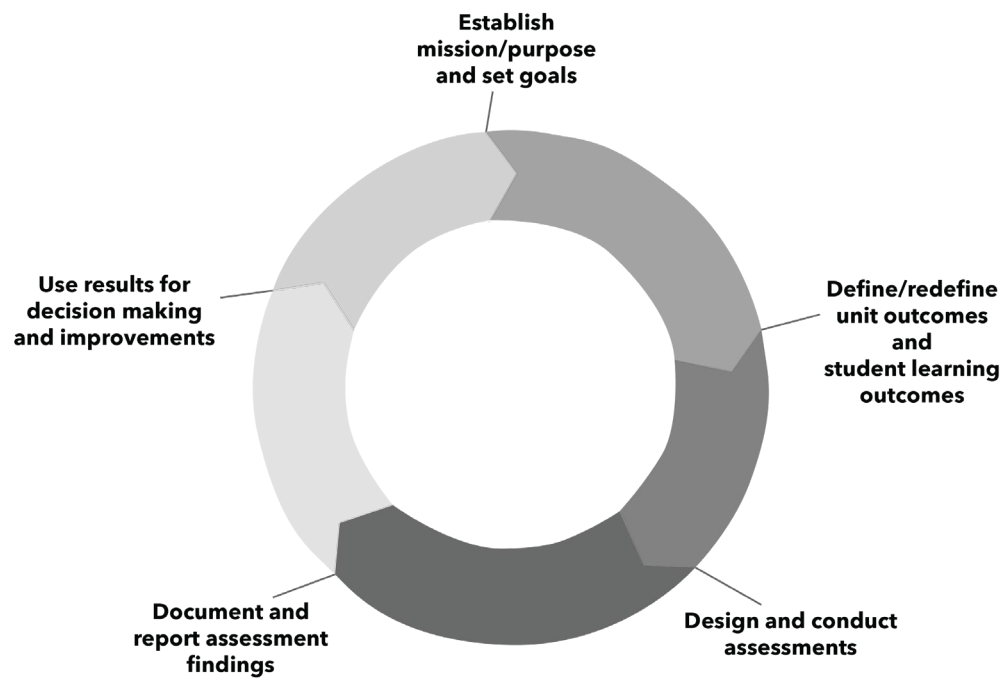 Establish
mission/purpose
and set goals
Define/redefine
unit outcomes
and
student learning
outcomes
Design and conduct
assessments
Document and
report assessment
findings
Use results for
decision making
and improvements